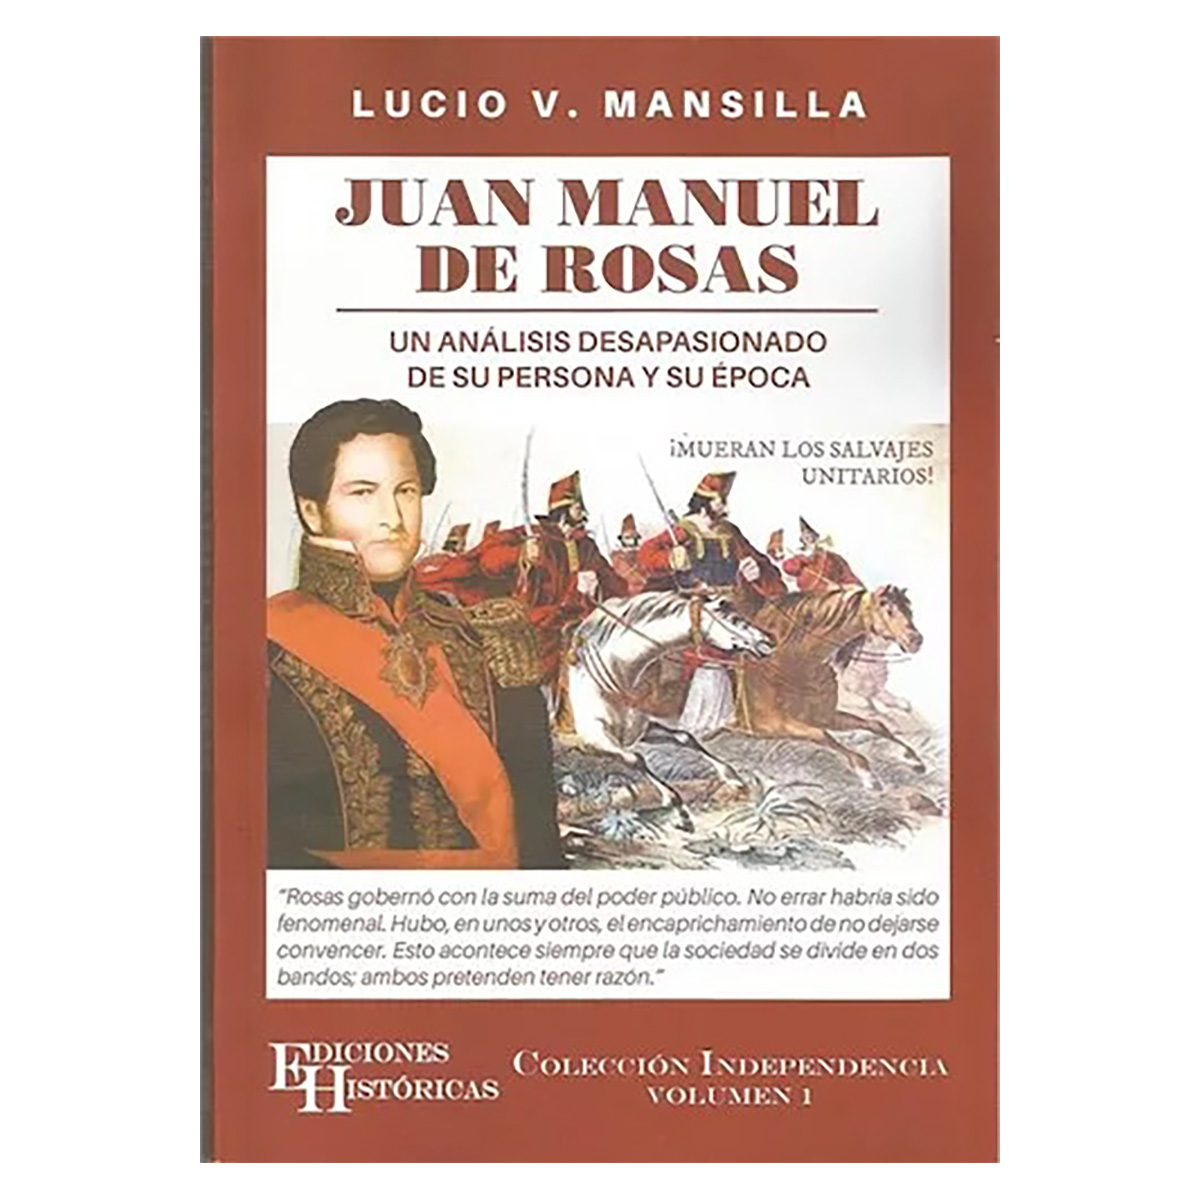 LUCIO V. MANSILLA
JUAN MANUEL
DE ROSAS
UN ANÁLISIS DESAPASIONADO
DE SU PERSONA Y SU ÉPOCA
¡MUERAN LOS SALVAJES
UNITARIOS!
"Rosas gobernó con la suma del poder público. No errar habría sido
fenomenal. Hubo, en unos y otros, el encaprichamiento de no dejarse
convencer. Esto acontece siempre que la sociedad se divide en dos
bandos; ambos pretenden tener razón."
EDICIONES
HISTÓRICAS
COLECCIÓN INDEPENDENCIA
VOLUMEN 1